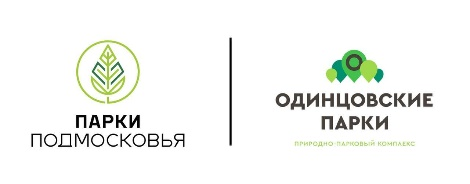 ПАРКИ
ПОДМОСКОВЬЯ
ОДИНЦОВСКИЕ
ПАРКИ
ПРИРОДНО-ПАРКОВЫЙ КОМПЛЕКС